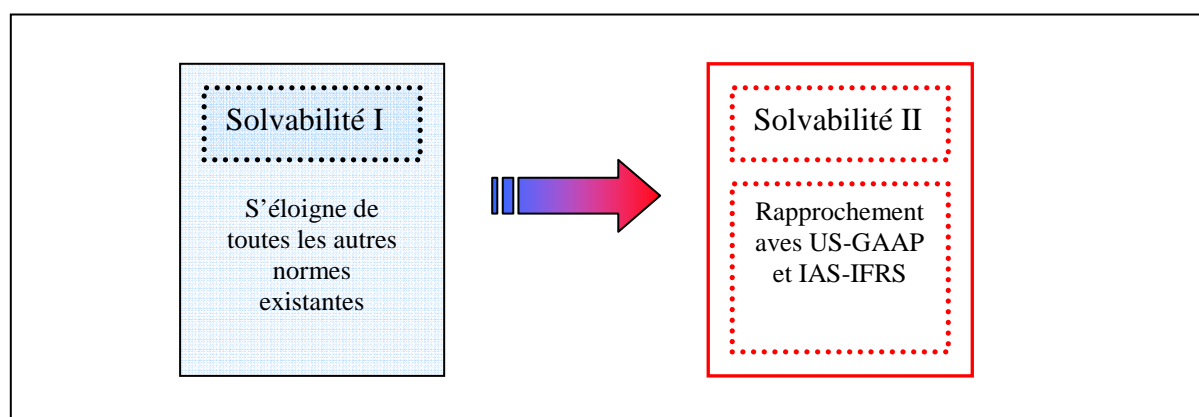 Solvabilité I
S’éloigne de
toutes les autres
normes
existantes
Solvabilité II
Rapprochement
aves US-GAAP
et IAS-IFRS